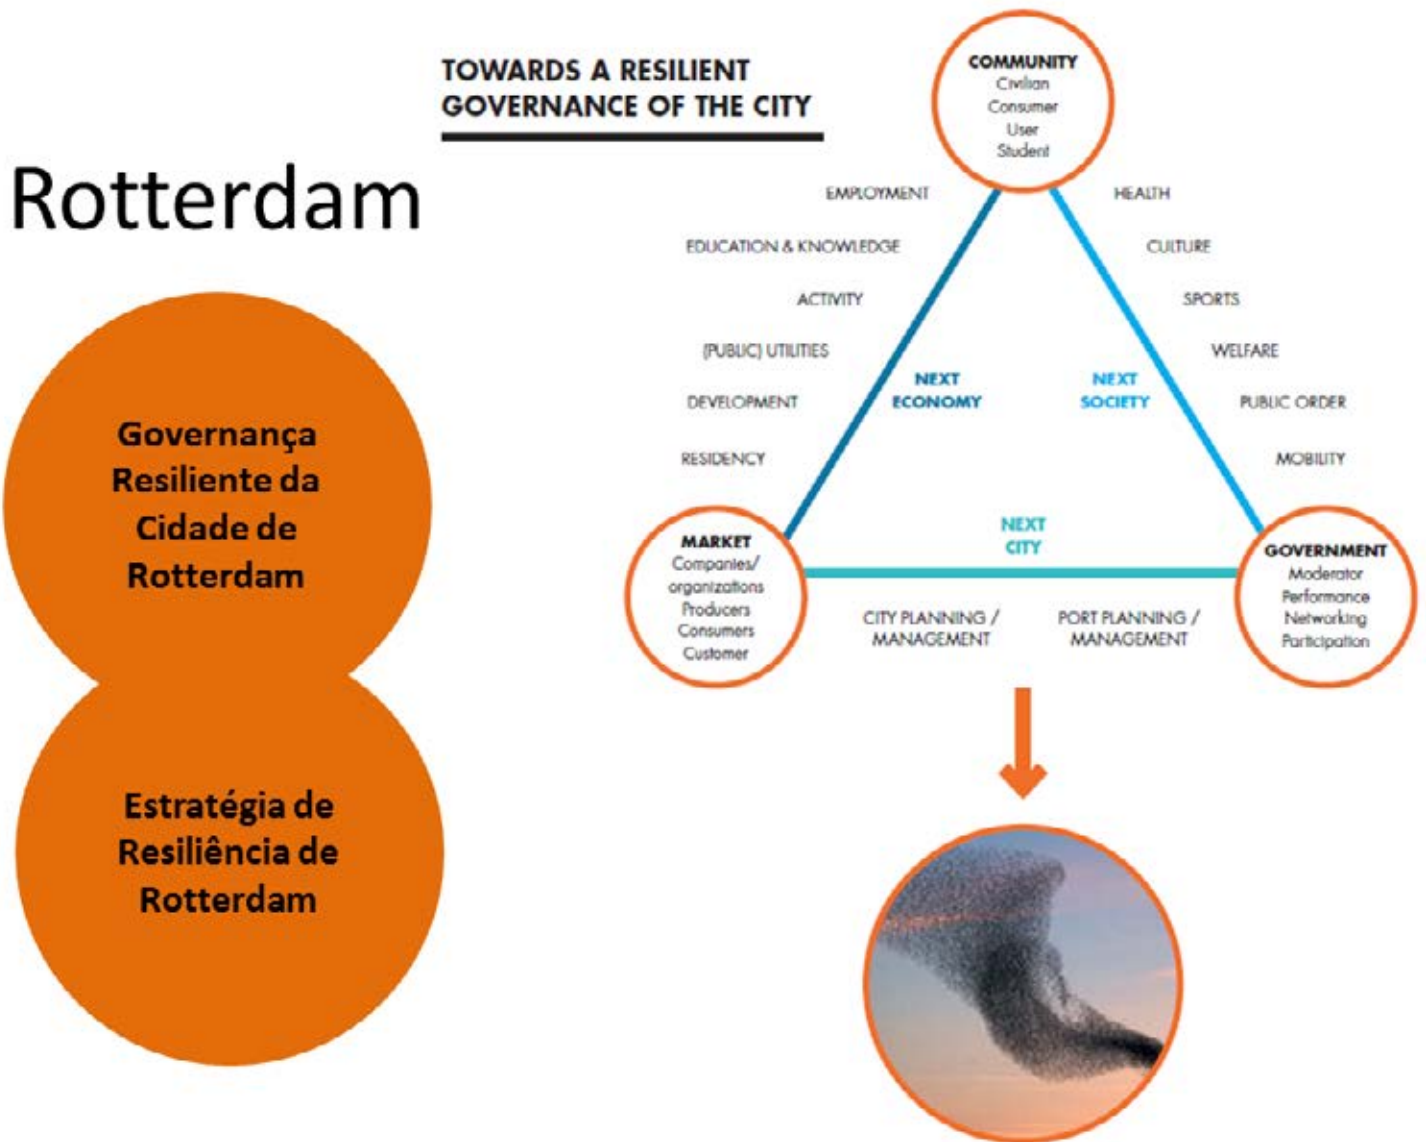 TOWARDS A RESILIENT
GOVERNANCE OF THE CITY
Rotterdam
Governança
Resiliente da
Cidade de
Rotterdam
Estratégia de
Resiliência de
Rotterdam
COMMUNITY
Civilian
Consumer
User
Student
EMPLOYMENT
EDUCATION & KNOWLEDGE
ACTIVITY
(PUBLIC) UTILITIES
DEVELOPMENT
RESIDENCY
NEXT
ECONOMY
NEXT
SOCIETY
HEALTH
CULTURE
SPORTS
WELFARE
PUBLIC ORDER
MOBILITY
MARKET
Companies/
organizations
Producers
Consumers
Customer
NEXT
CITY
CITY PLANNING /
MANAGEMENT
PORT PLANNING /
MANAGEMENT
GOVERNMENT
Moderator
Performance
Networking
Participation